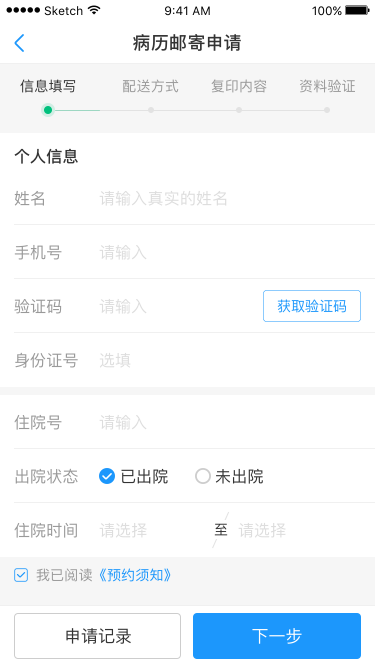 Sketch 9:41 AM 100%
病历邮寄申请
信息填写 配送方式 复印内容 资料验证
个人信息
姓名 请输入真实的姓名
手机号 请输入
验证码 请输入 获取验证码
身份证号 选填
住院号 请输入
出院状态 已出院 未出院
住院时间 请选择 至 请选择
我已阅读《预约须知》
申请记录 下一步